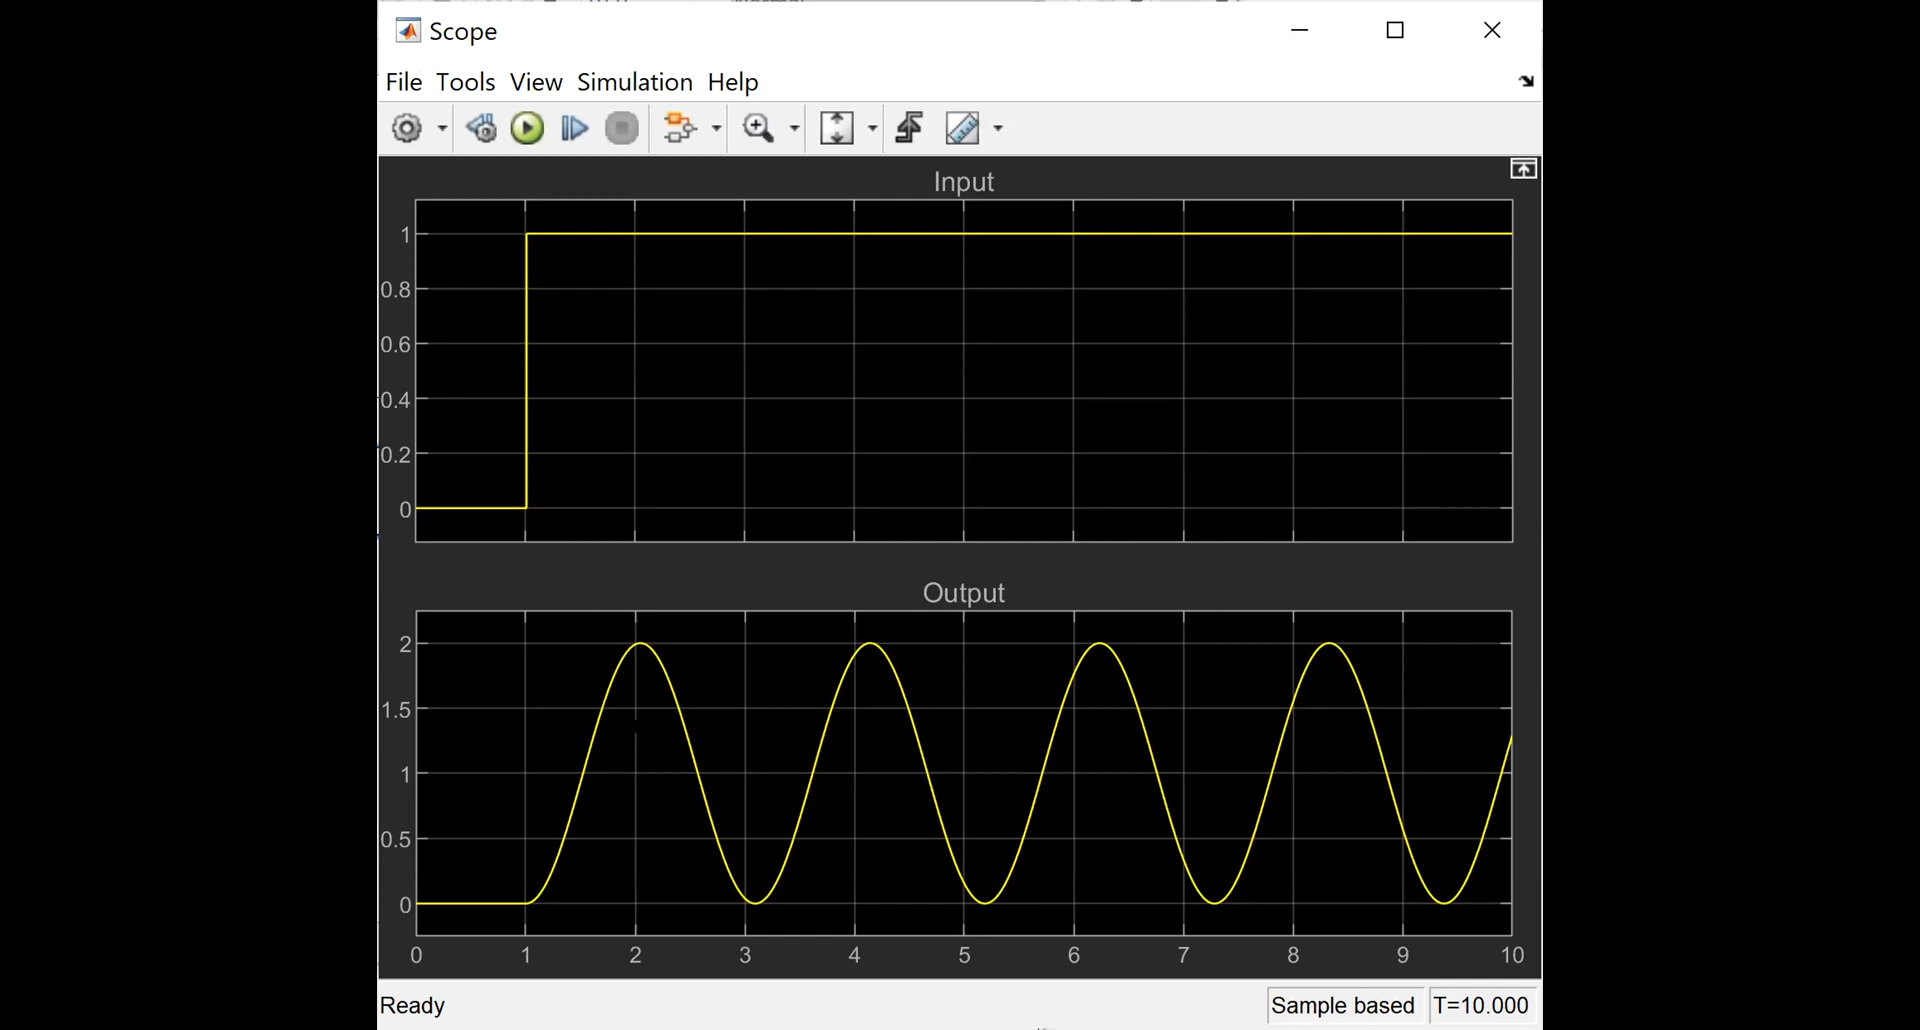 Scope
File Tools View Simulation Help
Input
1
0.8
0.6
0.4
0.2
0
Output
2
1.5
1
0.5
0
0 1 2 3 4 5 6 7 8 9 10
Ready Sample based T=10.000